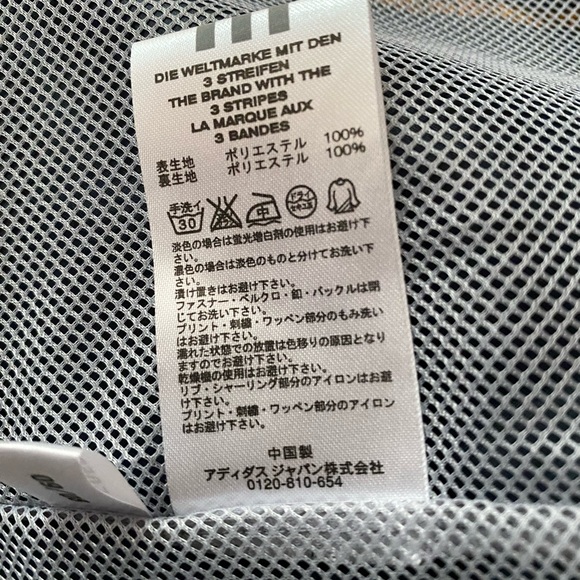 DIE WELTMARKE MIT DEN
3 STREIFEN
THE BRAND WITH THE
3 STRIPES
LA MARQUE AUX
3 BANDES
表生地 ポリエステル 100%
裏生地 ポリエステル 100%
手洗イ
30
中
ドライ
セキユ系
淡色の場合は蛍光増白剤の使用はお避け下
さい。
濃色の場合は淡色のものと分けてお洗い下
さい。
漬け置きはお避け下さい。
ファスナー・ベルクロ・釦・バックルは閉
じてお洗い下さい。
プリント・刺繍・ワッペン部分のもみ洗い
はお避け下さい。
濡れた状態での放置は色移りの原因となり
ますのでお避け下さい。
乾燥機の使用はお避け下さい。
リブ・シャーリング部分のアイロンはお避
け下さい。
プリント・刺繍・ワッペン部分のアイロン
はお避け下さい。
中国製
アディダス ジャパン株式会社
0120-810-654